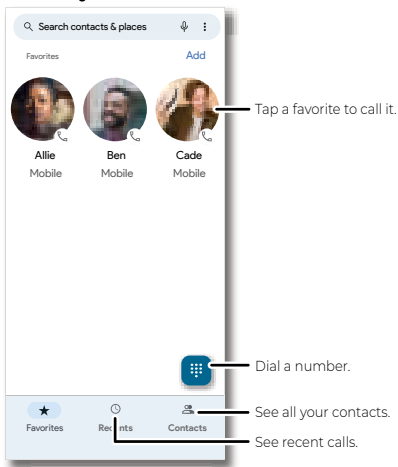 Search contacts & places
Favorites Add
Tap a favorite to call it.
Allie Ben Cade
Mobile Mobile Mobile
Dial a number.
See all your contacts.
Favorites Recents Contacts
See recent calls.